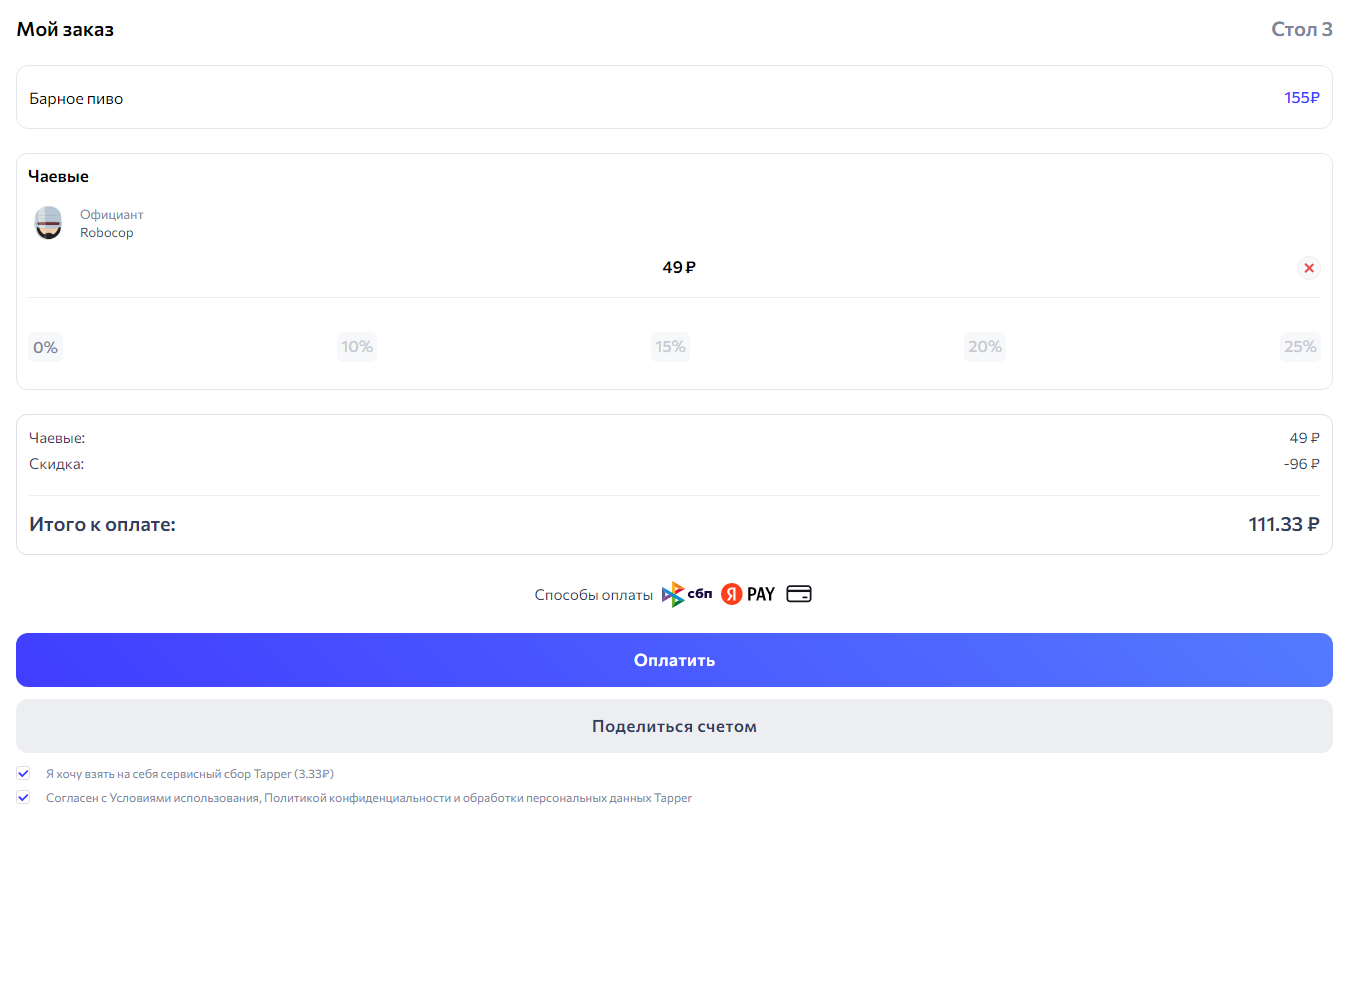 Мой заказ
Стол 3
Барное пиво
155₽
Чаевые
Официант
Robocop
49 ₽
0%
10%
15%
20%
25%
Чаевые:
49 ₽
Скидка:
-96 ₽
Итого к оплате:
111.33 ₽
Способы оплаты сбп Я PAY
Оплатить
Поделиться счетом
Я хочу взять на себя сервисный сбор Tapper (3.33₽)
Согласен с Условиями использования, Политикой конфиденциальности и обработки персональных данных Tapper